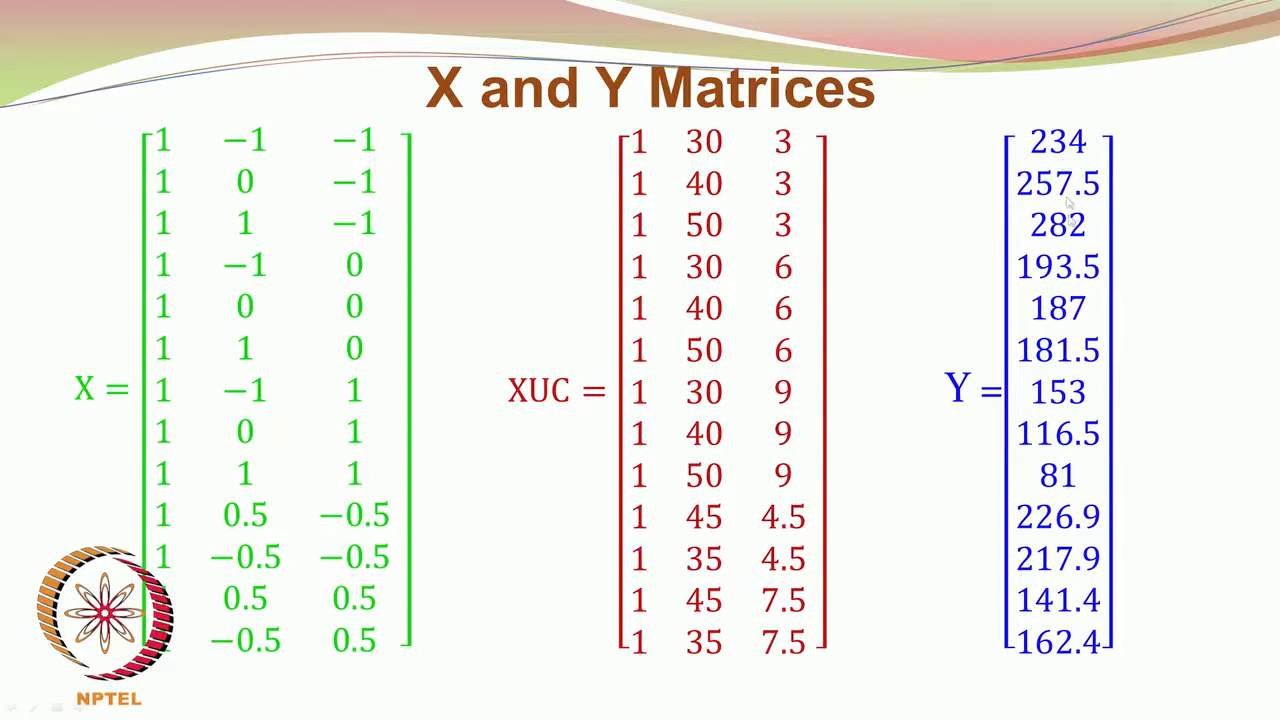 X and Y Matrices
1 −1 −1 1 30 3 234
1 0 −1 1 40 3 257.5
1 1 −1 1 50 3 282
1 −1 0 1 30 6 193.5
1 0 0 1 40 6 187
1 1 0 1 50 6 181.5
X = 1 −1 1 XUC = 1 30 9 Y = 153
1 0 1 1 40 9 116.5
1 1 1 1 50 9 81
1 0.5 −0.5 1 45 4.5 226.9
1 −0.5 −0.5 1 35 4.5 217.9
0.5 0.5 1 45 7.5 141.4
−0.5 0.5 1 35 7.5 162.4
NPTEL